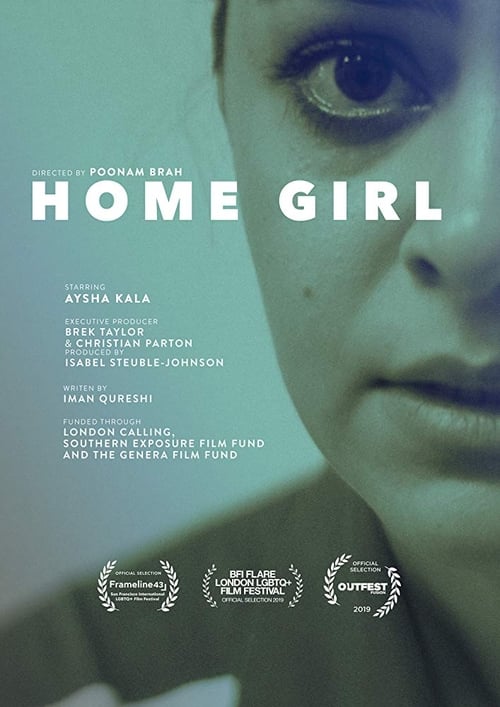 DIRECTED BY POONAM BRAH
HOME GIRL
STARRING
AYSHA KALA
EXECUTIVE PRODUCER
BREK TAYLOR
& CHRISTIAN PARTON
PRODUCED BY
ISABEL STEUBLE-JOHNSON
WRITEN BY
IMAN QURESHI
FUNDED THROUGH
LONDON CALLING,
SOUTHERN EXPOSURE FILM FUND
AND THE GENERA FILM FUND
OFFICIAL SELECTION
Frameline43
San Francisco International
LGBTQ+ Film Festival
BFI FLARE
LONDON LGBTQ+
FILM FESTIVAL
OFFICIAL SELECTION 2019
OFFICIAL
SELECTION
OUTFEST
FUSION
2019